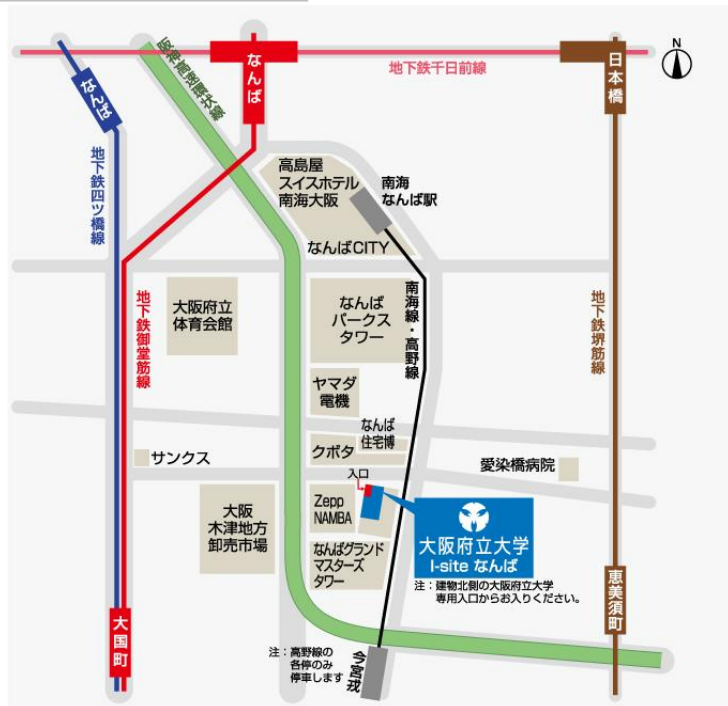 なんば
阪神高速環状線
なんば
地下鉄千日前線
日本橋
N
地下鉄四ツ橋線
高島屋
スイスホテル
南海大阪
南海
なんば駅
なんばCITY
地下鉄御堂筋線
大阪府立
体育会館
なんば
パークス
タワー
南海線・高野線
地下鉄堺筋線
ヤマダ
電機
なんば
住宅博
クボタ
サンクス
入口
愛染橋病院
大阪
木津地方
卸売市場
Zepp
NAMBA
大阪府立大学
I-site なんば
なんばグランド
マスターズ
タワー
注：建物北側の大阪府立大学
専用入口からお入りください。
恵美須町
大国町
注：高野線の
各停のみ
停車します
今宮戎